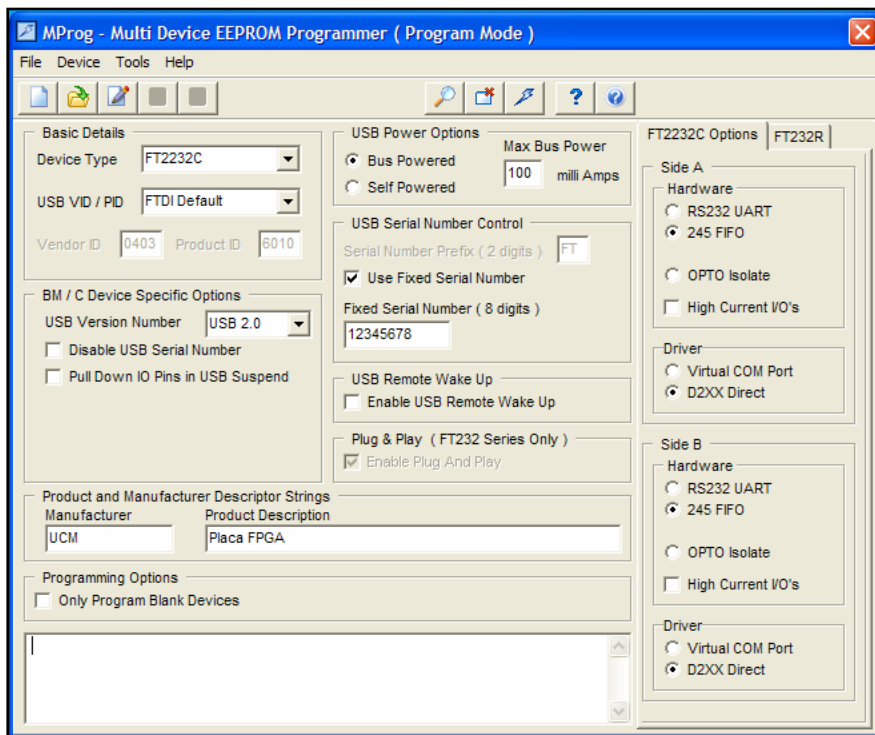 MProg - Multi Device EEPROM Programmer ( Program Mode )
File Device Tools Help
Basic Details
Device Type FT2232C
USB VID / PID FTDI Default
Vendor ID 0403 Product ID 6010
BM / C Device Specific Options
USB Version Number USB 2.0
Disable USB Serial Number
Pull Down IO Pins in USB Suspend
USB Power Options
Max Bus Power
Bus Powered
100 milli Amps
Self Powered
USB Serial Number Control
Serial Number Prefix ( 2 digits ) FT
Use Fixed Serial Number
Fixed Serial Number ( 8 digits )
12345678
USB Remote Wake Up
Enable USB Remote Wake Up
Plug & Play ( FT232 Series Only )
Enable Plug And Play
Product and Manufacturer Descriptor Strings
Manufacturer Product Description
UCM Placa FPGA
Programming Options
Only Program Blank Devices
FT2232C Options FT232R
Side A
Hardware
RS232 UART
245 FIFO
OPTO Isolate
High Current I/O's
Driver
Virtual COM Port
D2XX Direct
Side B
Hardware
RS232 UART
245 FIFO
OPTO Isolate
High Current I/O's
Driver
Virtual COM Port
D2XX Direct